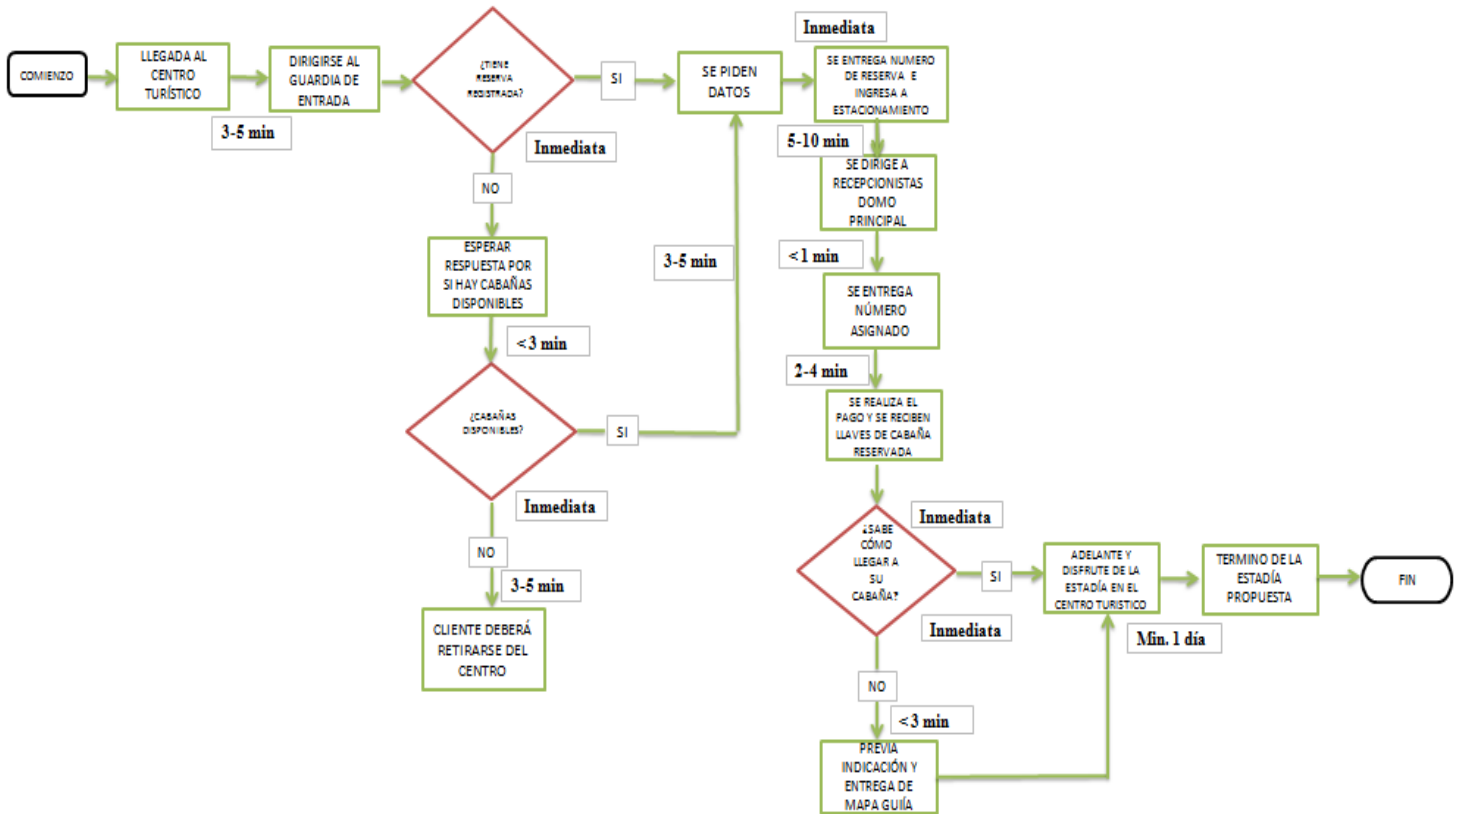 COMIENZO
LLEGADA AL
CENTRO
TURÍSTICO
3-5 min
DIRIGIRSE AL
GUARDIA DE
ENTRADA
¿TIENE
RESERVA
REGISTRADA?
SI
Inmediata
NO
ESPERAR
RESPUESTA POR
SI HAY CABAÑAS
DISPONIBLES
< 3 min
¿CABAÑAS
DISPONIBLES?
SI
Inmediata
NO
3-5 min
CLIENTE DEBERÁ
RETIRARSE DEL
CENTRO
3-5 min
SE PIDEN
DATOS
Inmediata
SE ENTREGA NUMERO
DE RESERVA E
INGRESA A
ESTACIONAMIENTO
5-10 min
SE DIRIGE A
RECEPCIONISTAS
DOMO
PRINCIPAL
< 1 min
SE ENTREGA
NÚMERO
ASIGNADO
2-4 min
SE REALIZA EL
PAGO Y SE RECIBEN
LLAVES DE CABAÑA
RESERVADA
Inmediata
¿SABE
CÓMO
LLEGAR A
SU
CABAÑA?
SI
Inmediata
NO
< 3 min
PREVIA
INDICACIÓN Y
ENTREGA DE
MAPA GUIÍA
ADELANTE Y
DISFRUTE DE LA
ESTADÍA EN EL
CENTRO TURISTICO
Min. 1 día
TERMINO DE LA
ESTADÍA
PROPUESTA
FIN